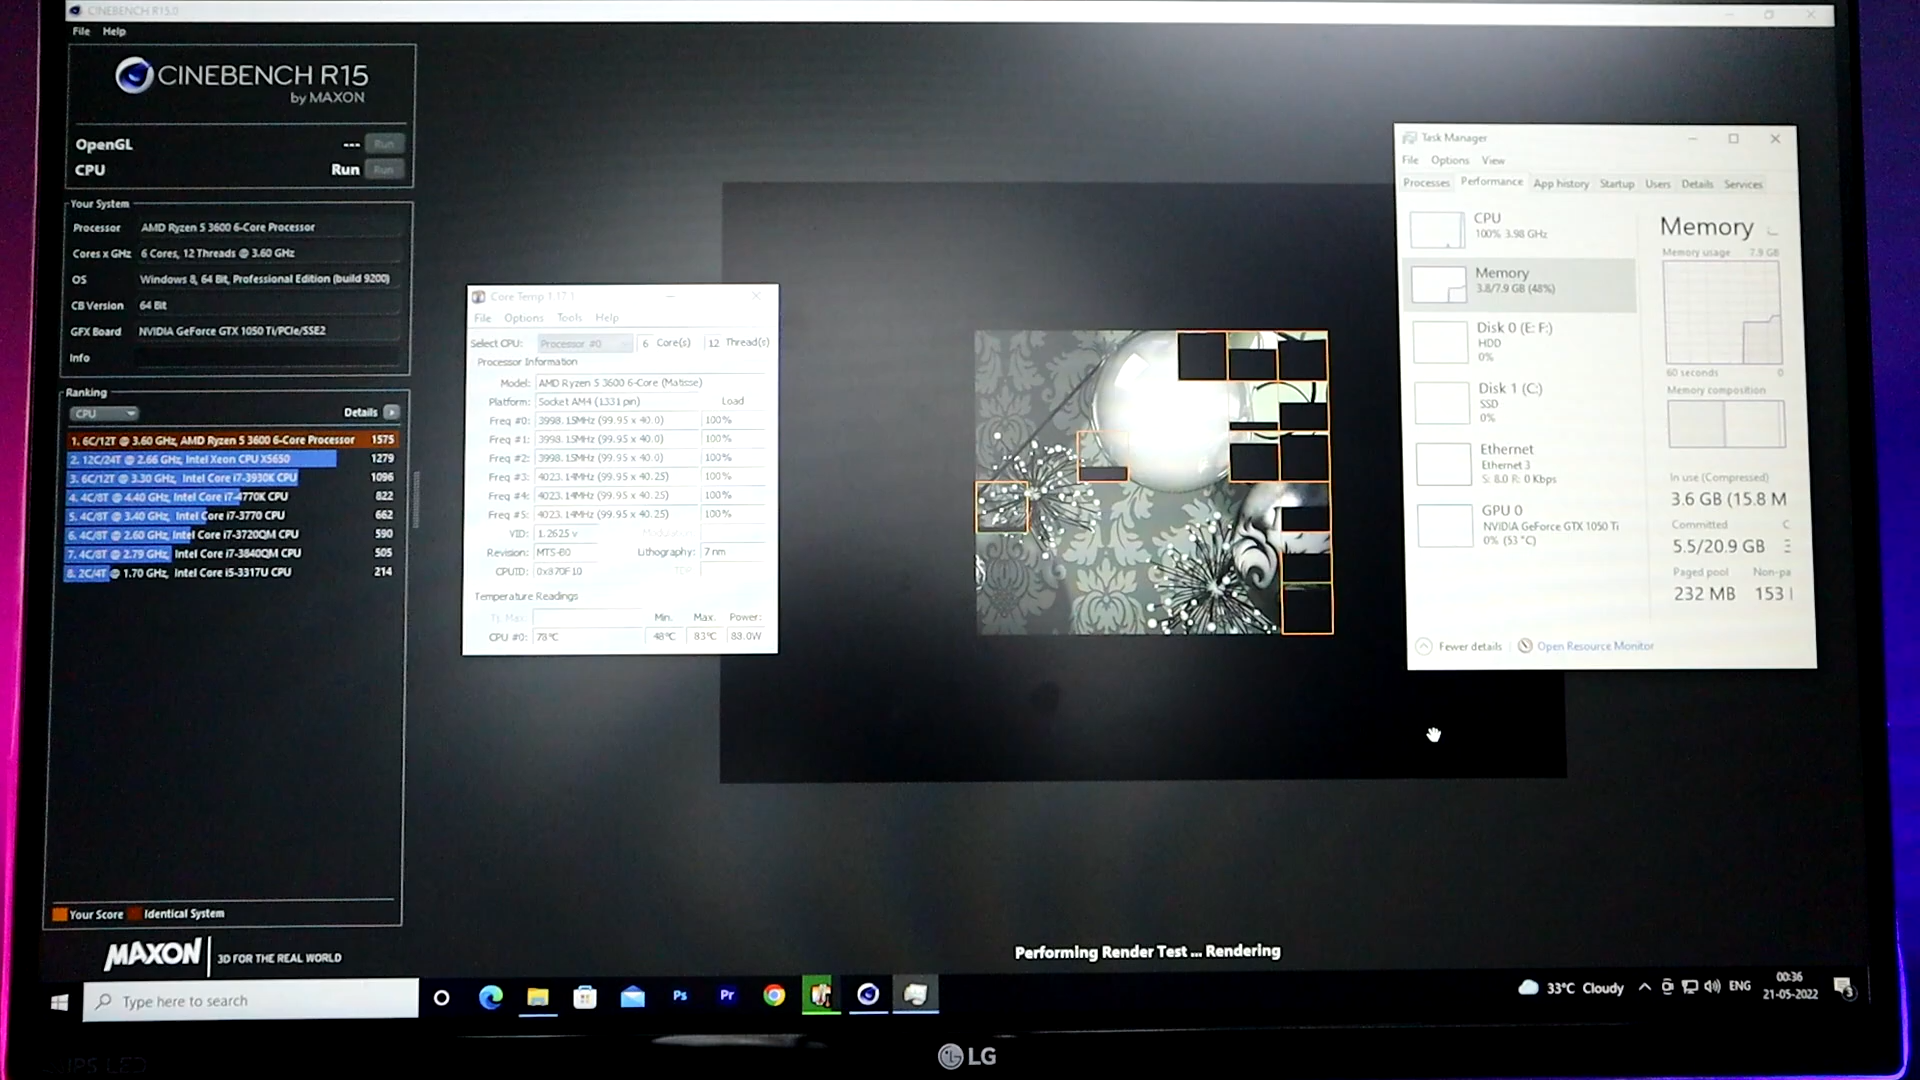 CINEBENCH R15.0
File Help
CINEBENCH R15
by MAXON
OpenGL --- Run
CPU Run Run
Your System
Processor AMD Ryzen 5 3600 6-Core Processor
Cores x GHz 6 Cores, 12 Threads @ 3.60 GHz
OS Windows 8, 64 Bit, Professional Edition (build 9200)
CB Version 64 Bit
GFX Board NVIDIA GeForce GTX 1050 Ti/PCIe/SSE2
Info
Ranking
CPU Details
1. 6C/12T @ 3.60 GHz, AMD Ryzen 5 3600 6-Core Processor 1575
2. 12C/24T @ 2.66 GHz, Intel Xeon CPU X5650 1279
3. 6C/12T @ 3.30 GHz, Intel Core i7-3930K CPU 1096
4. 4C/8T @ 4.40 GHz, Intel Core i7-4770K CPU 822
5. 4C/8T @ 3.40 GHz, Intel Core i7-3770 CPU 662
6. 4C/8T @ 2.60 GHz, Intel Core i7-3720QM CPU 590
7. 4C/8T @ 2.79 GHz, Intel Core i7-3840QM CPU 505
8. 2C/4T @ 1.70 GHz, Intel Core i5-3317U CPU 214
Your Score Identical System
MAXON 3D FOR THE REAL WORLD
Core Temp 1.17.1
File Options Tools Help
Select CPU: Processor #0 6 Core(s) 12 Thread(s)
Processor Information
Model: AMD Ryzen 5 3600 6-Core (Matisse)
Platform: Socket AM4 (1331 pin) Load
Freq #0: 3998.15MHz (99.95 x 40.0) 100%
Freq #1: 3998.15MHz (99.95 x 40.0) 100%
Freq #2: 3998.15MHz (99.95 x 40.0) 100%
Freq #3: 4023.14MHz (99.95 x 40.25) 100%
Freq #4: 4023.14MHz (99.95 x 40.25) 100%
Freq #5: 4023.14MHz (99.95 x 40.25) 100%
VID: 1.2625 v Modulation:
Revision: MTS-B0 Lithography: 7 nm
CPUID: 0x870F10 TDP:
Temperature Readings
Tj. Max: Min. Max. Power:
CPU #0: 78°C 48°C 83°C 83.0W
Performing Render Test ... Rendering
Task Manager
File Options View
Processes Performance App history Startup Users Details Services
CPU
100% 3.98 GHz
Memory
3.8/7.9 GB (48%)
Disk 0 (E: F:)
HDD
0%
Disk 1 (C:)
SSD
0%
Ethernet
Ethernet 3
S: 8.0 R: 0 Kbps
GPU 0
NVIDIA GeForce GTX 1050 Ti
0% (53 °C)
Memory
Memory usage 7.9 GB
60 seconds 0
Memory composition
In use (Compressed)
3.6 GB (15.8 M
Committed C
5.5/20.9 GB
Paged pool Non-pa
232 MB 153
Fewer details Open Resource Monitor
Type here to search
Ps Pr
33°C Cloudy ENG
00:36
21-05-2022
3
IPS LED
LG